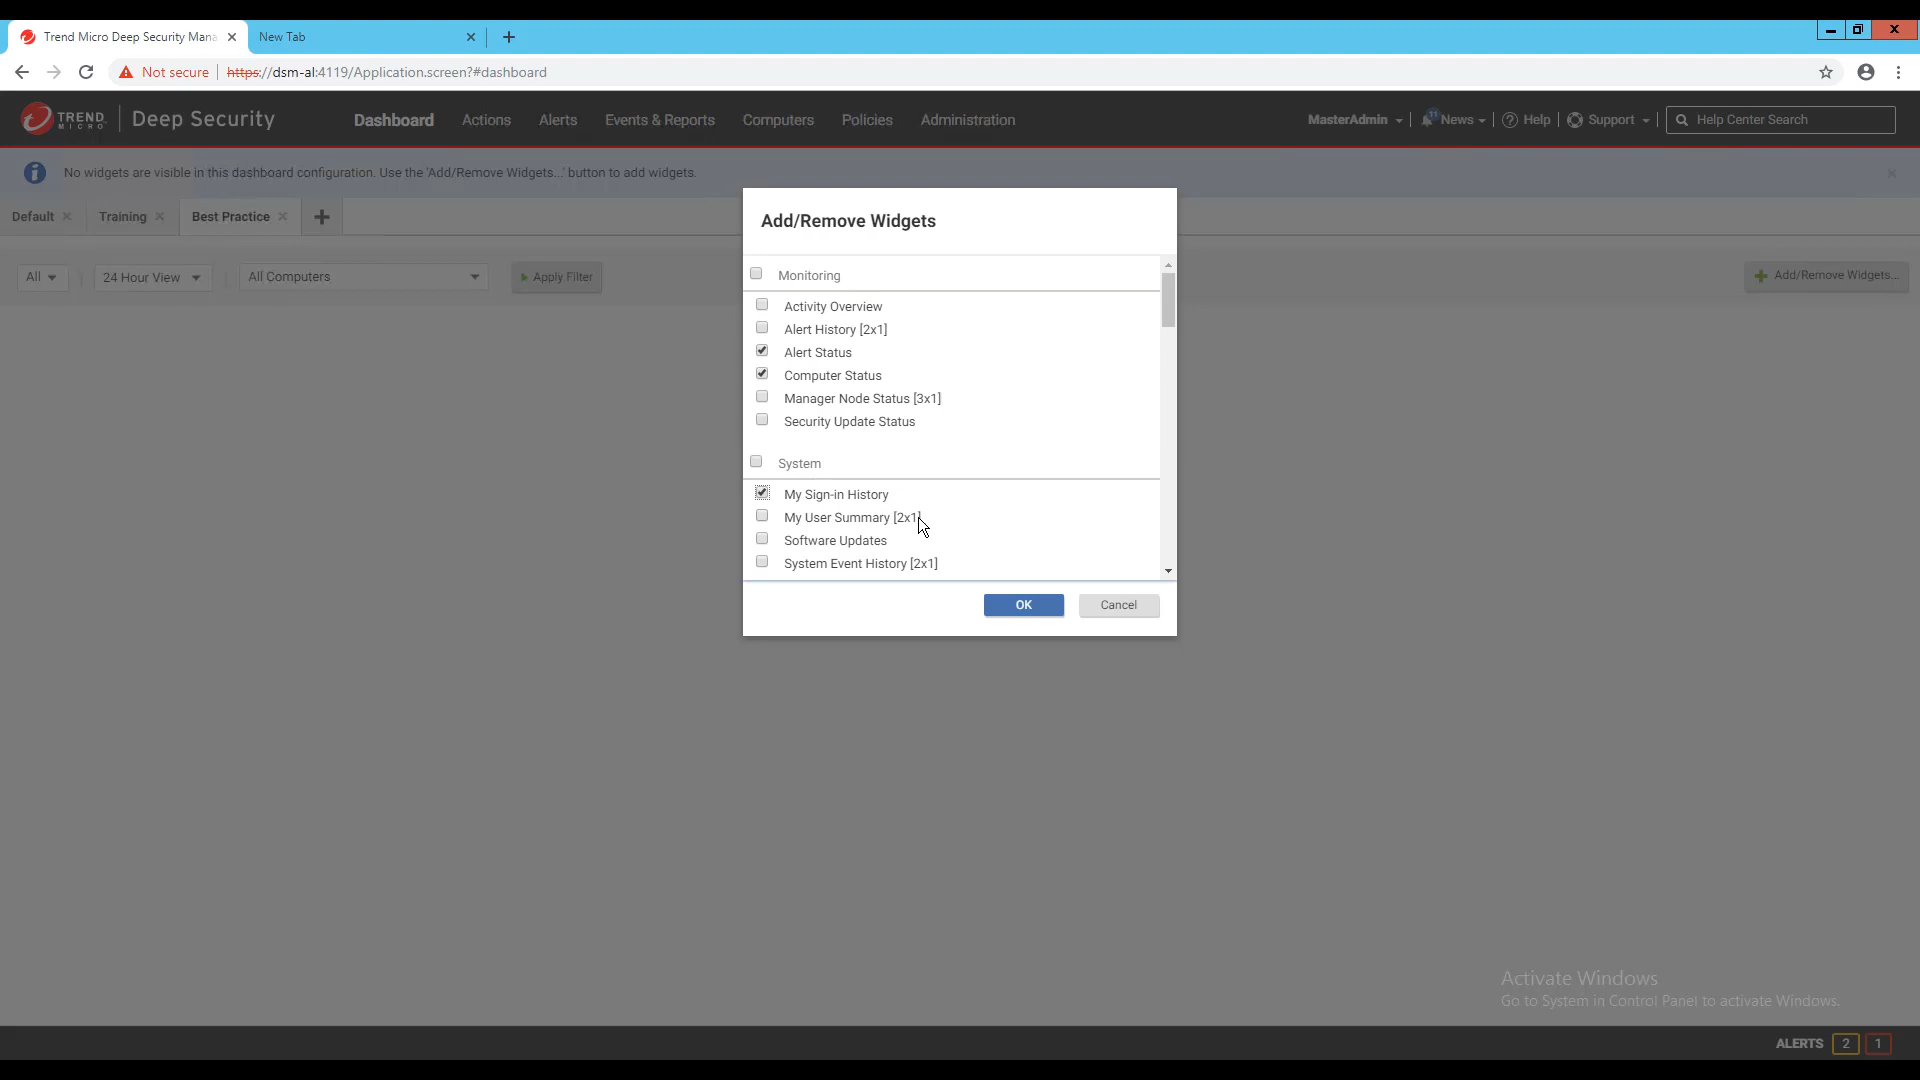 Trend Micro Deep Security Mana
New Tab
Not secure
https://dsm-al:4119/Application.screen?#dashboard
TREND MICRO
Deep Security
Dashboard
Actions
Alerts
Events & Reports
Computers
Policies
Administration
MasterAdmin
11
News
Help
Support
Help Center Search
No widgets are visible in this dashboard configuration. Use the 'Add/Remove Widgets...' button to add widgets.
Default
Training
Best Practice
All
24 Hour View
All Computers
Apply Filter
Add/Remove Widgets...
Add/Remove Widgets
Monitoring
Activity Overview
Alert History [2x1]
Alert Status
Computer Status
Manager Node Status [3x1]
Security Update Status
System
My Sign-in History
My User Summary [2x1]
Software Updates
System Event History [2x1]
OK
Cancel
Activate Windows
Go to System in Control Panel to activate Windows.
ALERTS 2 1